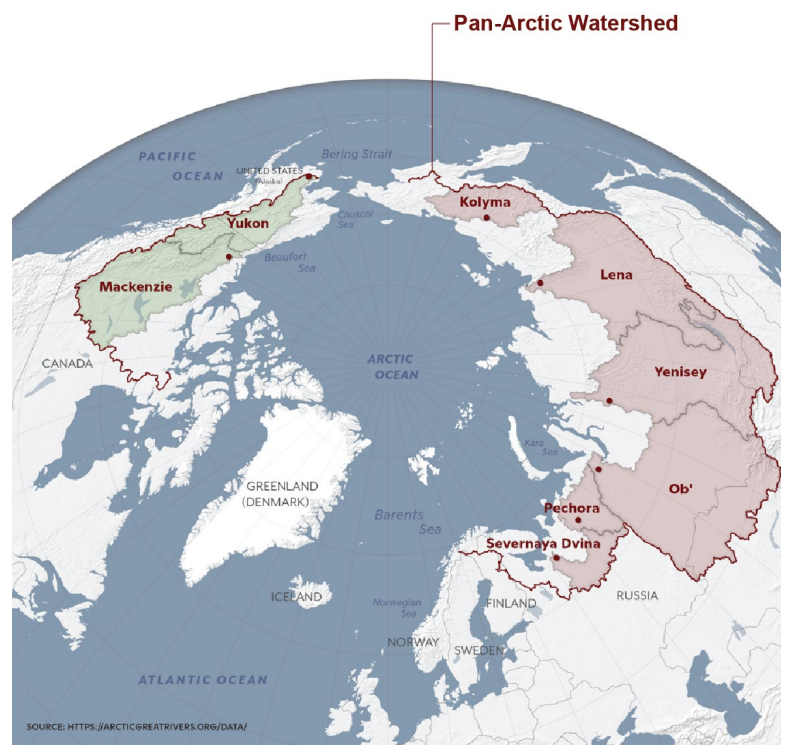 Pan-Arctic Watershed
PACIFIC
OCEAN
Bering Strait
UNITED STATES
(Alaska)
Kolyma
Yukon
Chukchi
Sea
Beaufort
Sea
Lena
Mackenzie
CANADA
ARCTIC
OCEAN
Yenisey
Kara
Sea
GREENLAND
(DENMARK)
Ob'
Barents
Sea
Pechora
Severnaya Dvina
ICELAND
Norwegian
Sea
FINLAND
RUSSIA
NORWAY
SWEDEN
ATLANTIC OCEAN
SOURCE: HTTPS://ARCTICGREATRIVERS.ORG/DATA/